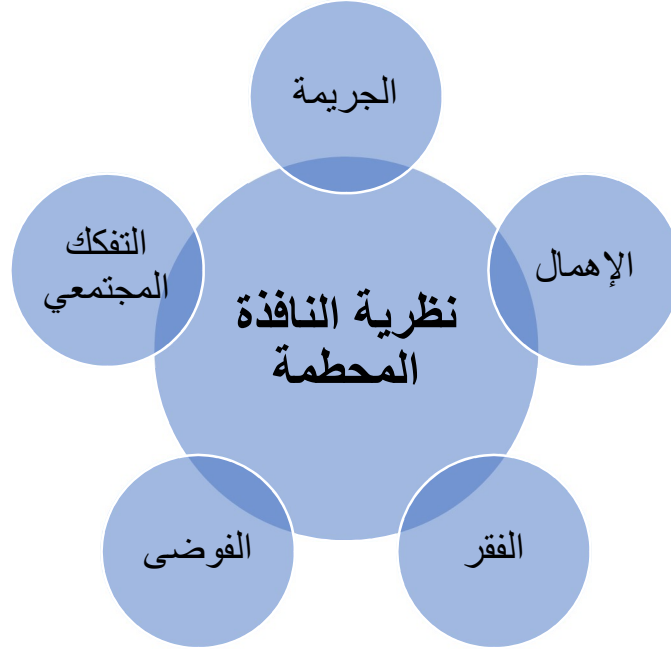 الجريمة
الإهمال
التفكك
المجتمعي
نظرية النافذة
المحطمة
الفقر
الفوضى